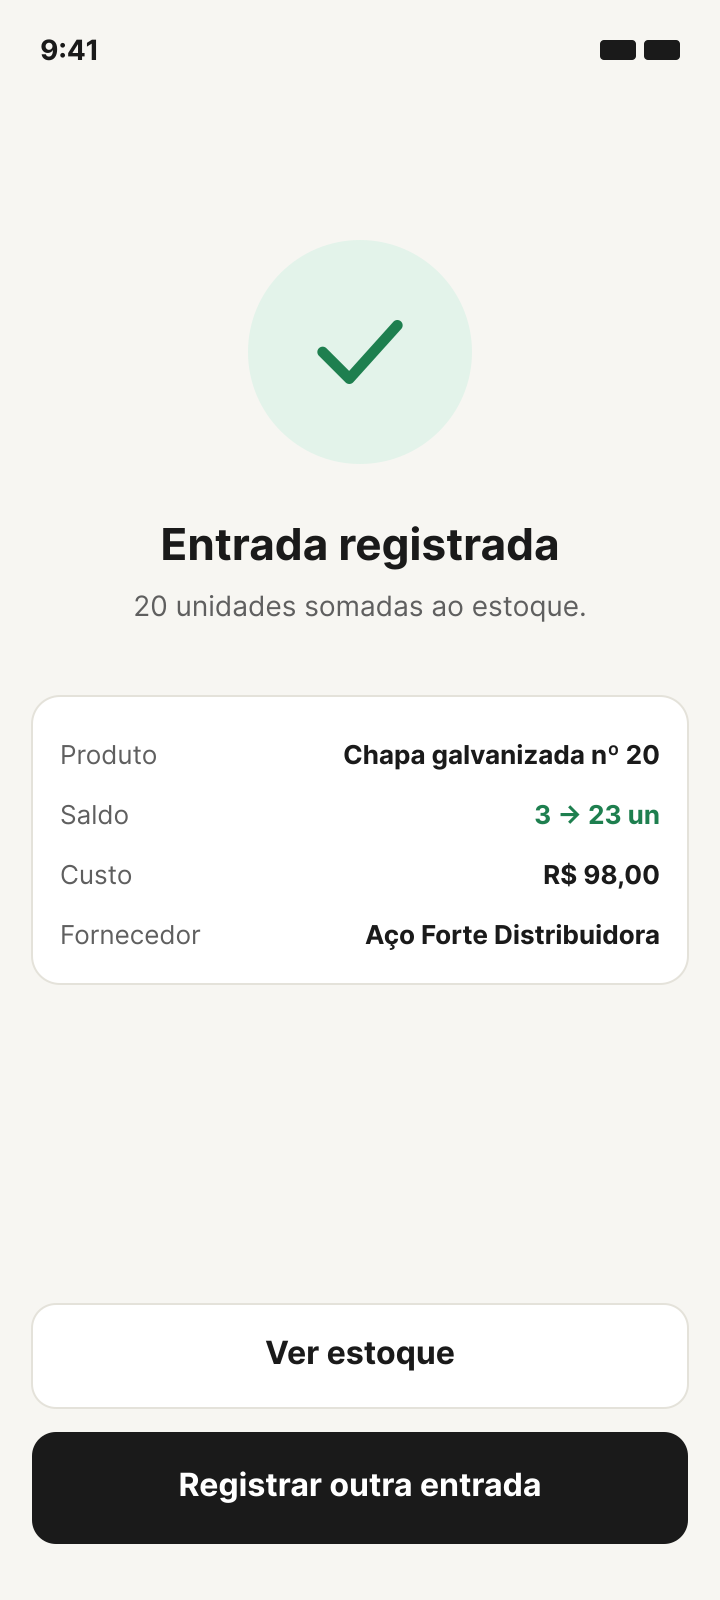 9:41
Entrada registrada
20 unidades somadas ao estoque.
Produto Chapa galvanizada nº 20
Saldo 3 → 23 un
Custo R$ 98,00
Fornecedor Aço Forte Distribuidora
Ver estoque
Registrar outra entrada